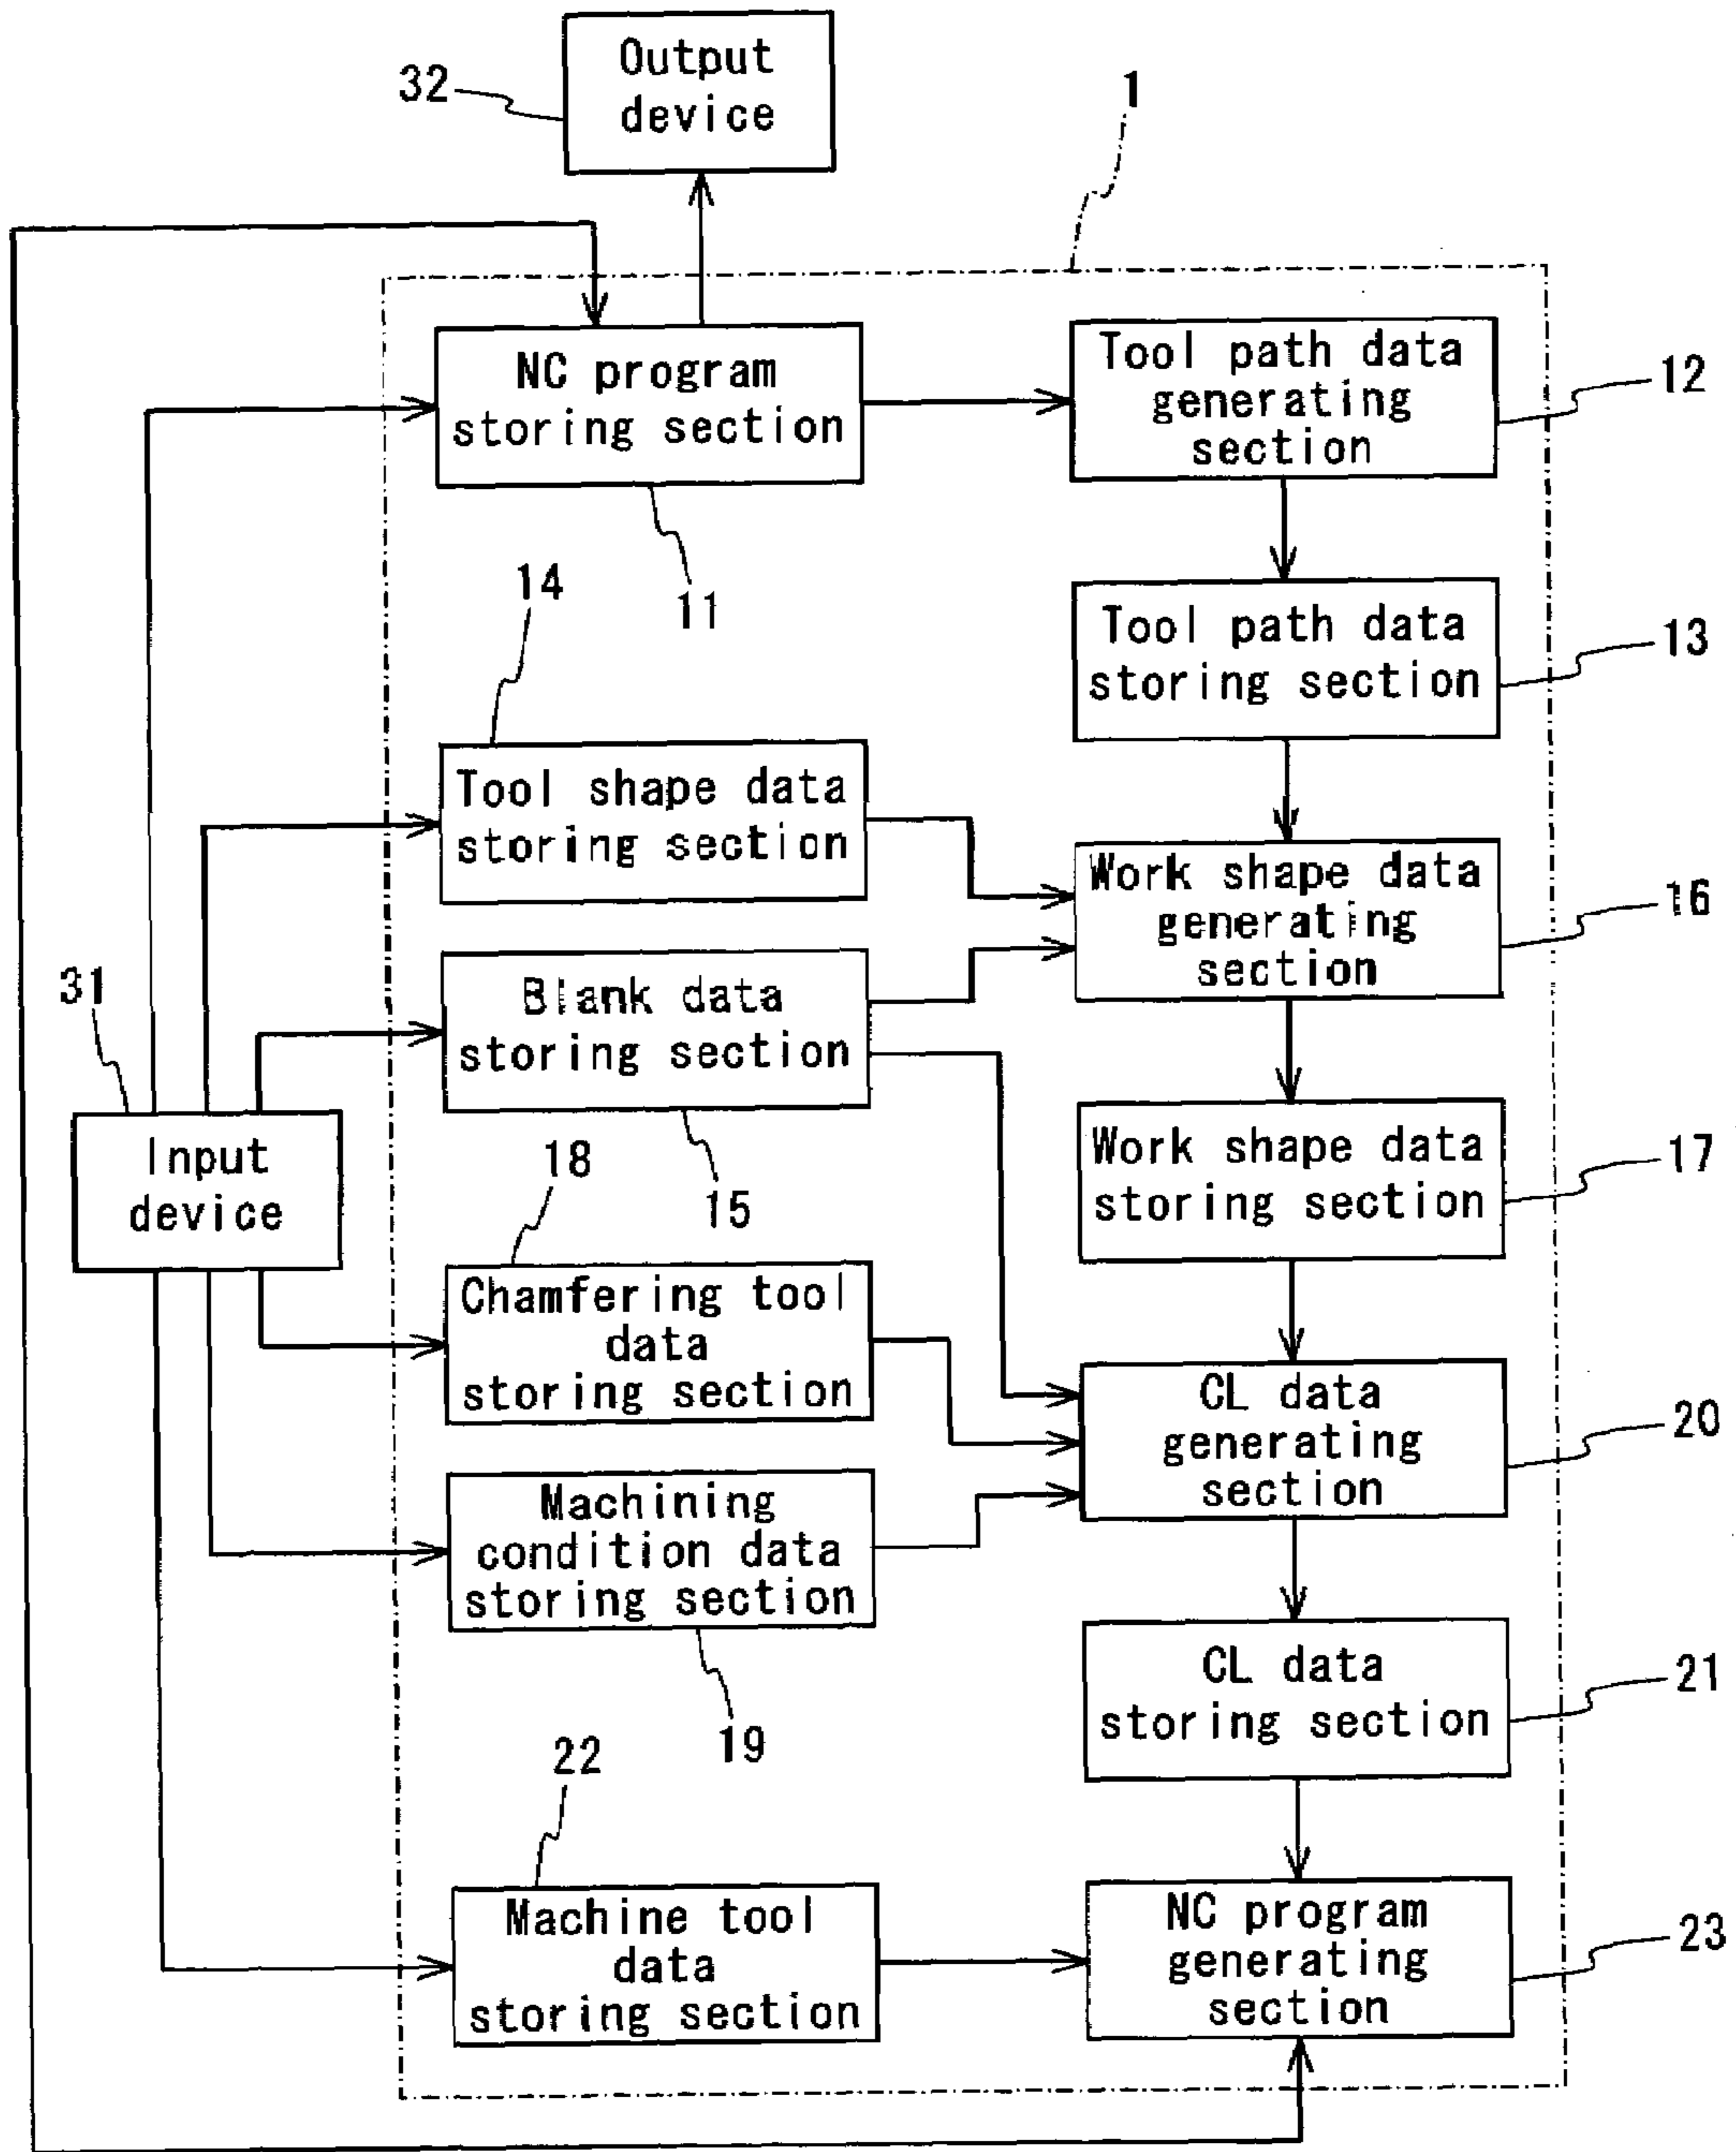 Output
device
32
1
NC program
storing section
11
Tool path data
generating
section
12
Tool path data
storing section
13
14
Tool shape data
storing section
Work shape data
generating
section
16
31
Input
device
Blank data
storing section
15
Work shape data
storing section
17
18
Chamfering tool
data
storing section
CL data
generating
section
20
Machining
condition data
storing section
19
CL data
storing section
21
22
Machine tool
data
storing section
NC program
generating
section
23